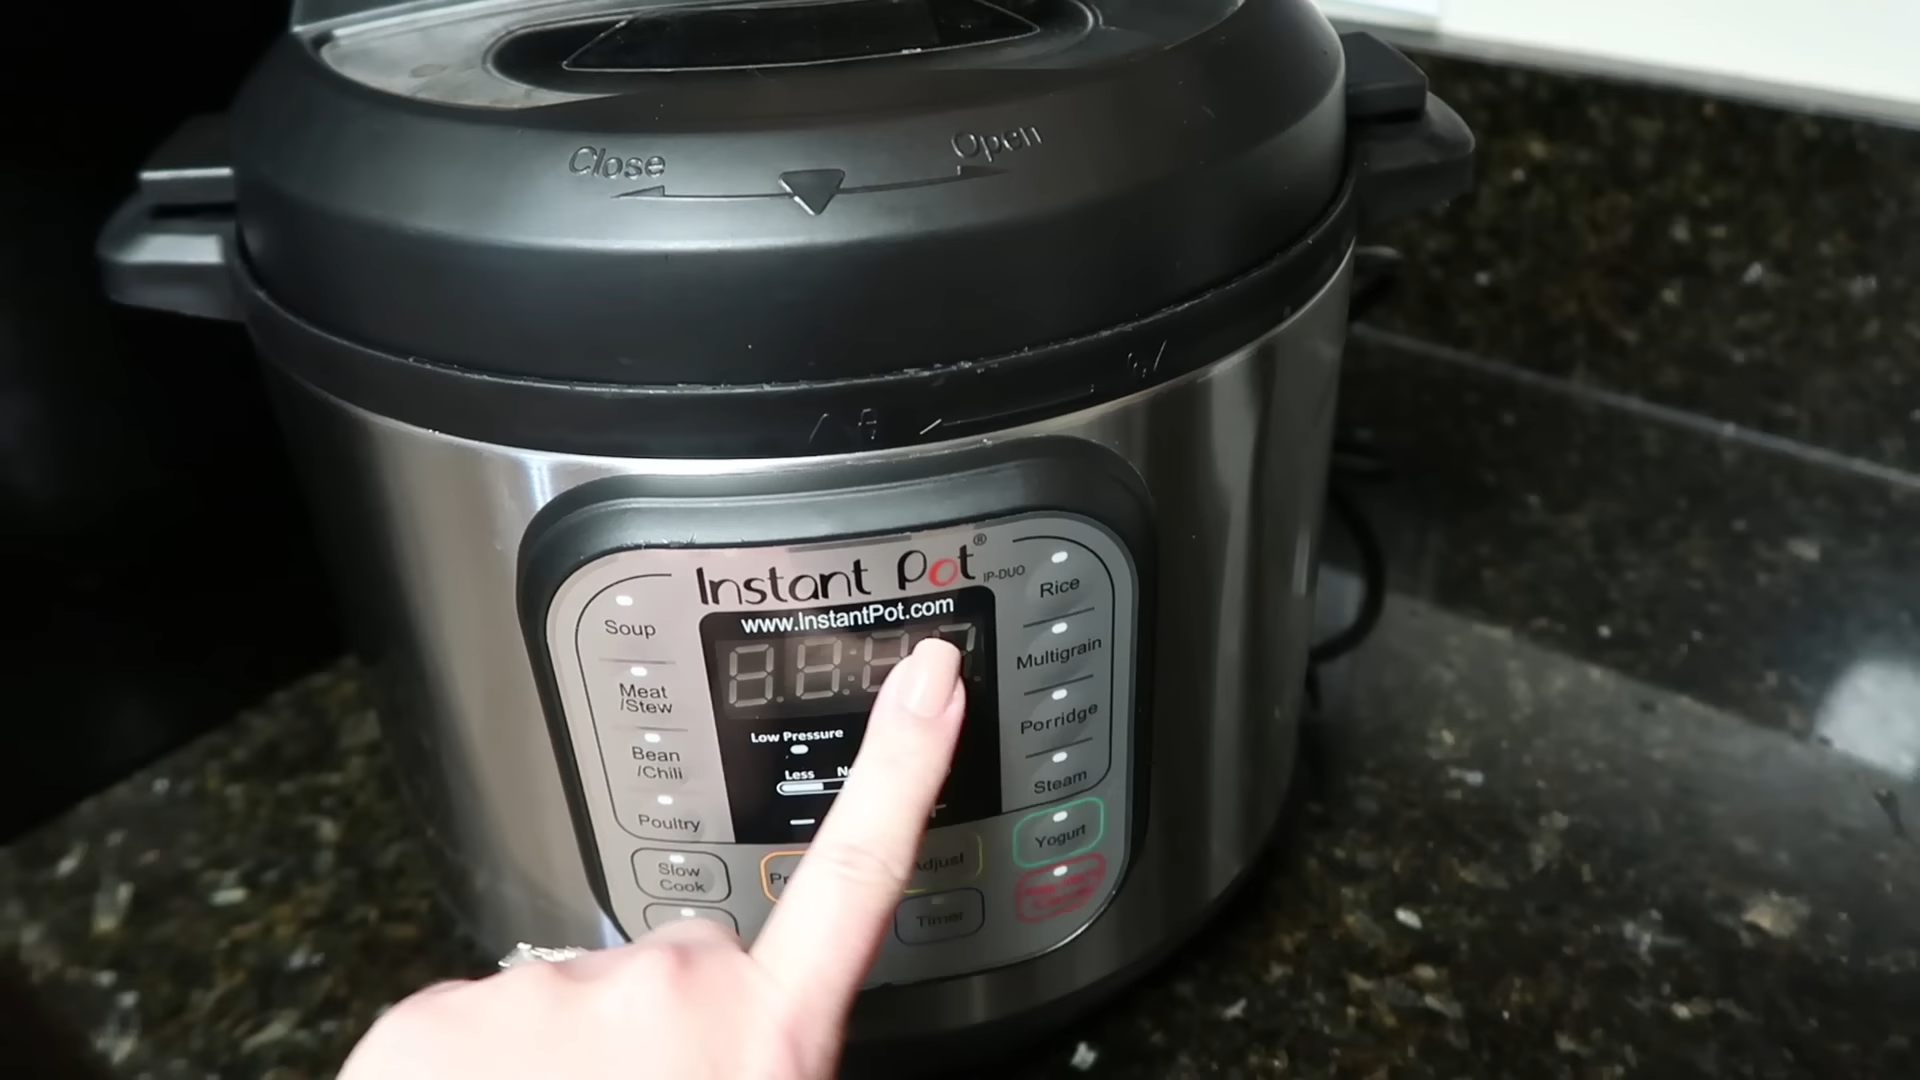 Close
Open
Instant Pot® IP-DUO
www.InstantPot.com
Soup
Meat
/Stew
Bean
/Chili
Poultry
Slow
Cook
Low Pressure
Less
Adjust
Timer
Rice
Multigrain
Porridge
Steam
Yogurt